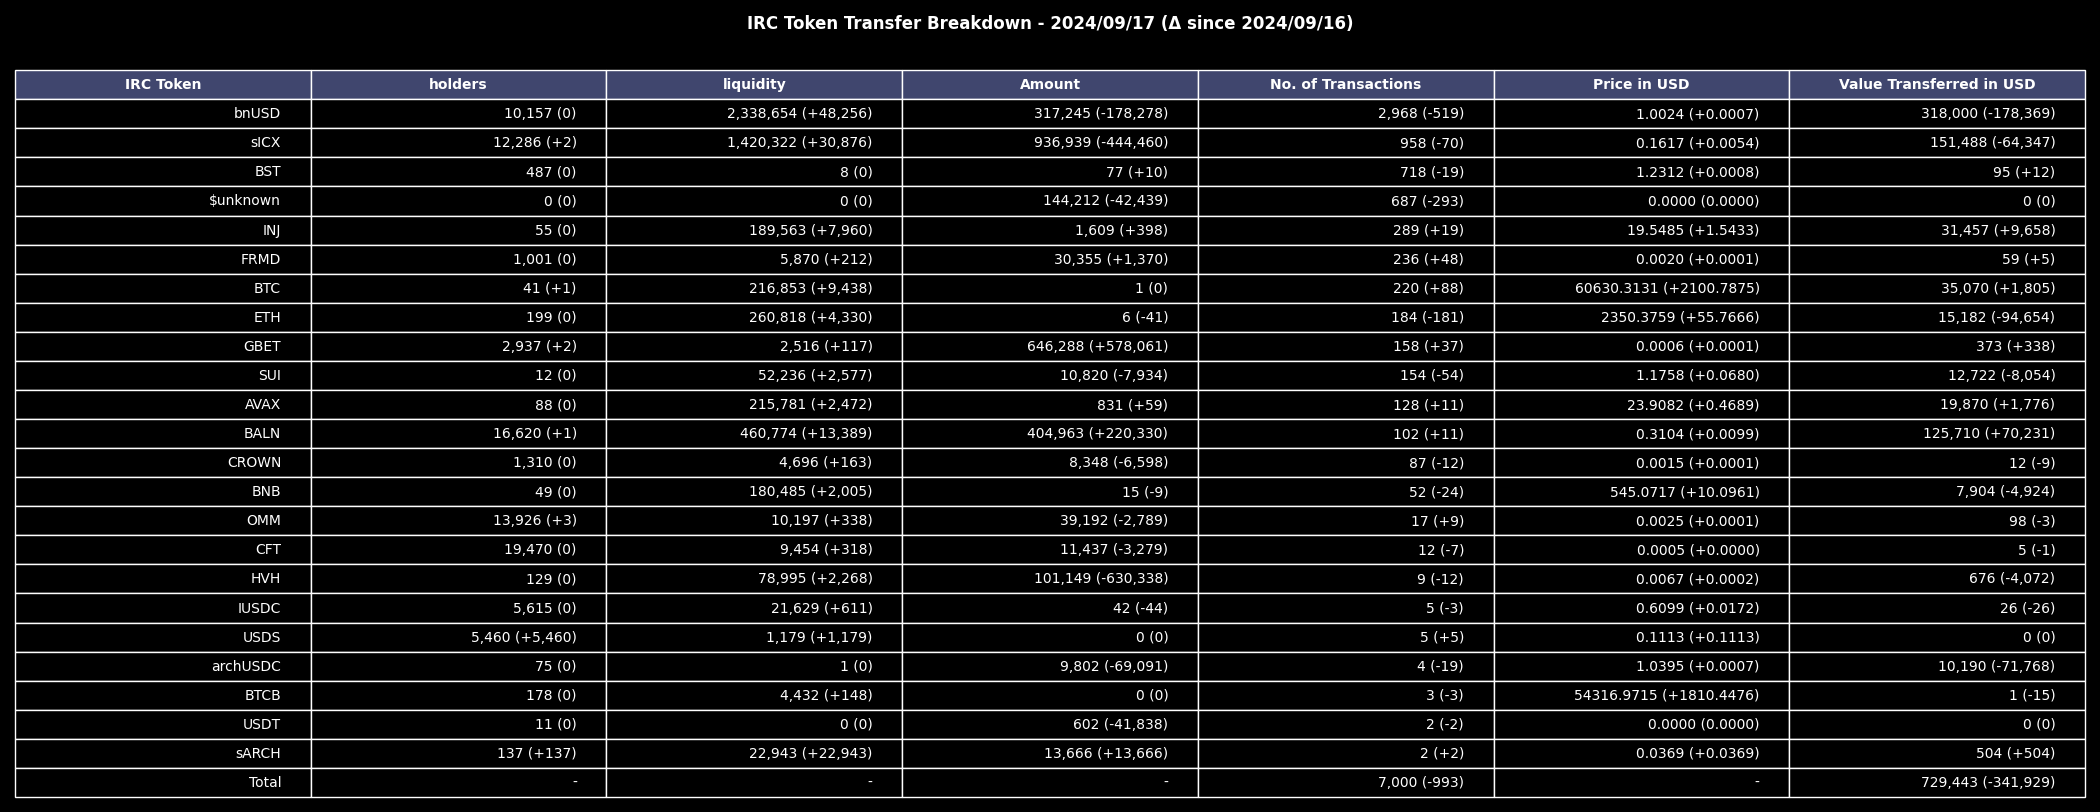 IRC Token Transfer Breakdown - 2024/09/17 (Δ since 2024/09/16)
IRC Token holders liquidity Amount No. of Transactions Price in USD Value Transferred in USD
bnUSD 10,157 (0) 2,338,654 (+48,256) 317,245 (-178,278) 2,968 (-519) 1.0024 (+0.0007) 318,000 (-178,369)
sICX 12,286 (+2) 1,420,322 (+30,876) 936,939 (-444,460) 958 (-70) 0.1617 (+0.0054) 151,488 (-64,347)
BST 487 (0) 8 (0) 77 (+10) 718 (-19) 1.2312 (+0.0008) 95 (+12)
$unknown 0 (0) 0 (0) 144,212 (-42,439) 687 (-293) 0.0000 (0.0000) 0 (0)
INJ 55 (0) 189,563 (+7,960) 1,609 (+398) 289 (+19) 19.5485 (+1.5433) 31,457 (+9,658)
FRMD 1,001 (0) 5,870 (+212) 30,355 (+1,370) 236 (+48) 0.0020 (+0.0001) 59 (+5)
BTC 41 (+1) 216,853 (+9,438) 1 (0) 220 (+88) 60630.3131 (+2100.7875) 35,070 (+1,805)
ETH 199 (0) 260,818 (+4,330) 6 (-41) 184 (-181) 2350.3759 (+55.7666) 15,182 (-94,654)
GBET 2,937 (+2) 2,516 (+117) 646,288 (+578,061) 158 (+37) 0.0006 (+0.0001) 373 (+338)
SUI 12 (0) 52,236 (+2,577) 10,820 (-7,934) 154 (-54) 1.1758 (+0.0680) 12,722 (-8,054)
AVAX 88 (0) 215,781 (+2,472) 831 (+59) 128 (+11) 23.9082 (+0.4689) 19,870 (+1,776)
BALN 16,620 (+1) 460,774 (+13,389) 404,963 (+220,330) 102 (+11) 0.3104 (+0.0099) 125,710 (+70,231)
CROWN 1,310 (0) 4,696 (+163) 8,348 (-6,598) 87 (-12) 0.0015 (+0.0001) 12 (-9)
BNB 49 (0) 180,485 (+2,005) 15 (-9) 52 (-24) 545.0717 (+10.0961) 7,904 (-4,924)
OMM 13,926 (+3) 10,197 (+338) 39,192 (-2,789) 17 (+9) 0.0025 (+0.0001) 98 (-3)
CFT 19,470 (0) 9,454 (+318) 11,437 (-3,279) 12 (-7) 0.0005 (+0.0000) 5 (-1)
HVH 129 (0) 78,995 (+2,268) 101,149 (-630,338) 9 (-12) 0.0067 (+0.0002) 676 (-4,072)
IUSDC 5,615 (0) 21,629 (+611) 42 (-44) 5 (-3) 0.6099 (+0.0172) 26 (-26)
USDS 5,460 (+5,460) 1,179 (+1,179) 0 (0) 5 (+5) 0.1113 (+0.1113) 0 (0)
archUSDC 75 (0) 1 (0) 9,802 (-69,091) 4 (-19) 1.0395 (+0.0007) 10,190 (-71,768)
BTCB 178 (0) 4,432 (+148) 0 (0) 3 (-3) 54316.9715 (+1810.4476) 1 (-15)
USDT 11 (0) 0 (0) 602 (-41,838) 2 (-2) 0.0000 (0.0000) 0 (0)
sARCH 137 (+137) 22,943 (+22,943) 13,666 (+13,666) 2 (+2) 0.0369 (+0.0369) 504 (+504)
Total - - - 7,000 (-993) - 729,443 (-341,929)